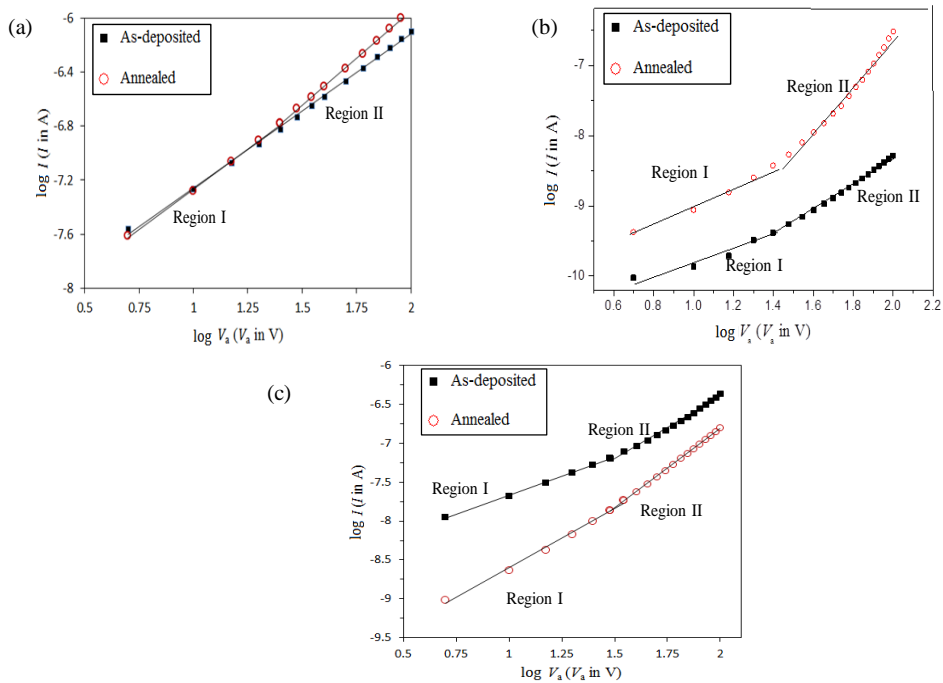 (a)
As-deposited
Annealed
Region II
Region I
log I (I in A)
-6
-6.4
-6.8
-7.2
-7.6
-8
0.5 0.75 1 1.25 1.5 1.75 2
log Va (Va in V)
(b)
As-deposited
Annealed
Region II
Region I
Region II
Region I
log I (I in A)
-7
-8
-9
-10
0.6 0.8 1.0 1.2 1.4 1.6 1.8 2.0 2.2
log Va (Va in V)
(c)
As-deposited
Annealed
Region II
Region I
Region II
Region I
log I (I in A)
-6
-6.5
-7
-7.5
-8
-8.5
-9
-9.5
0.5 0.75 1 1.25 1.5 1.75 2
log Va (Va in V)